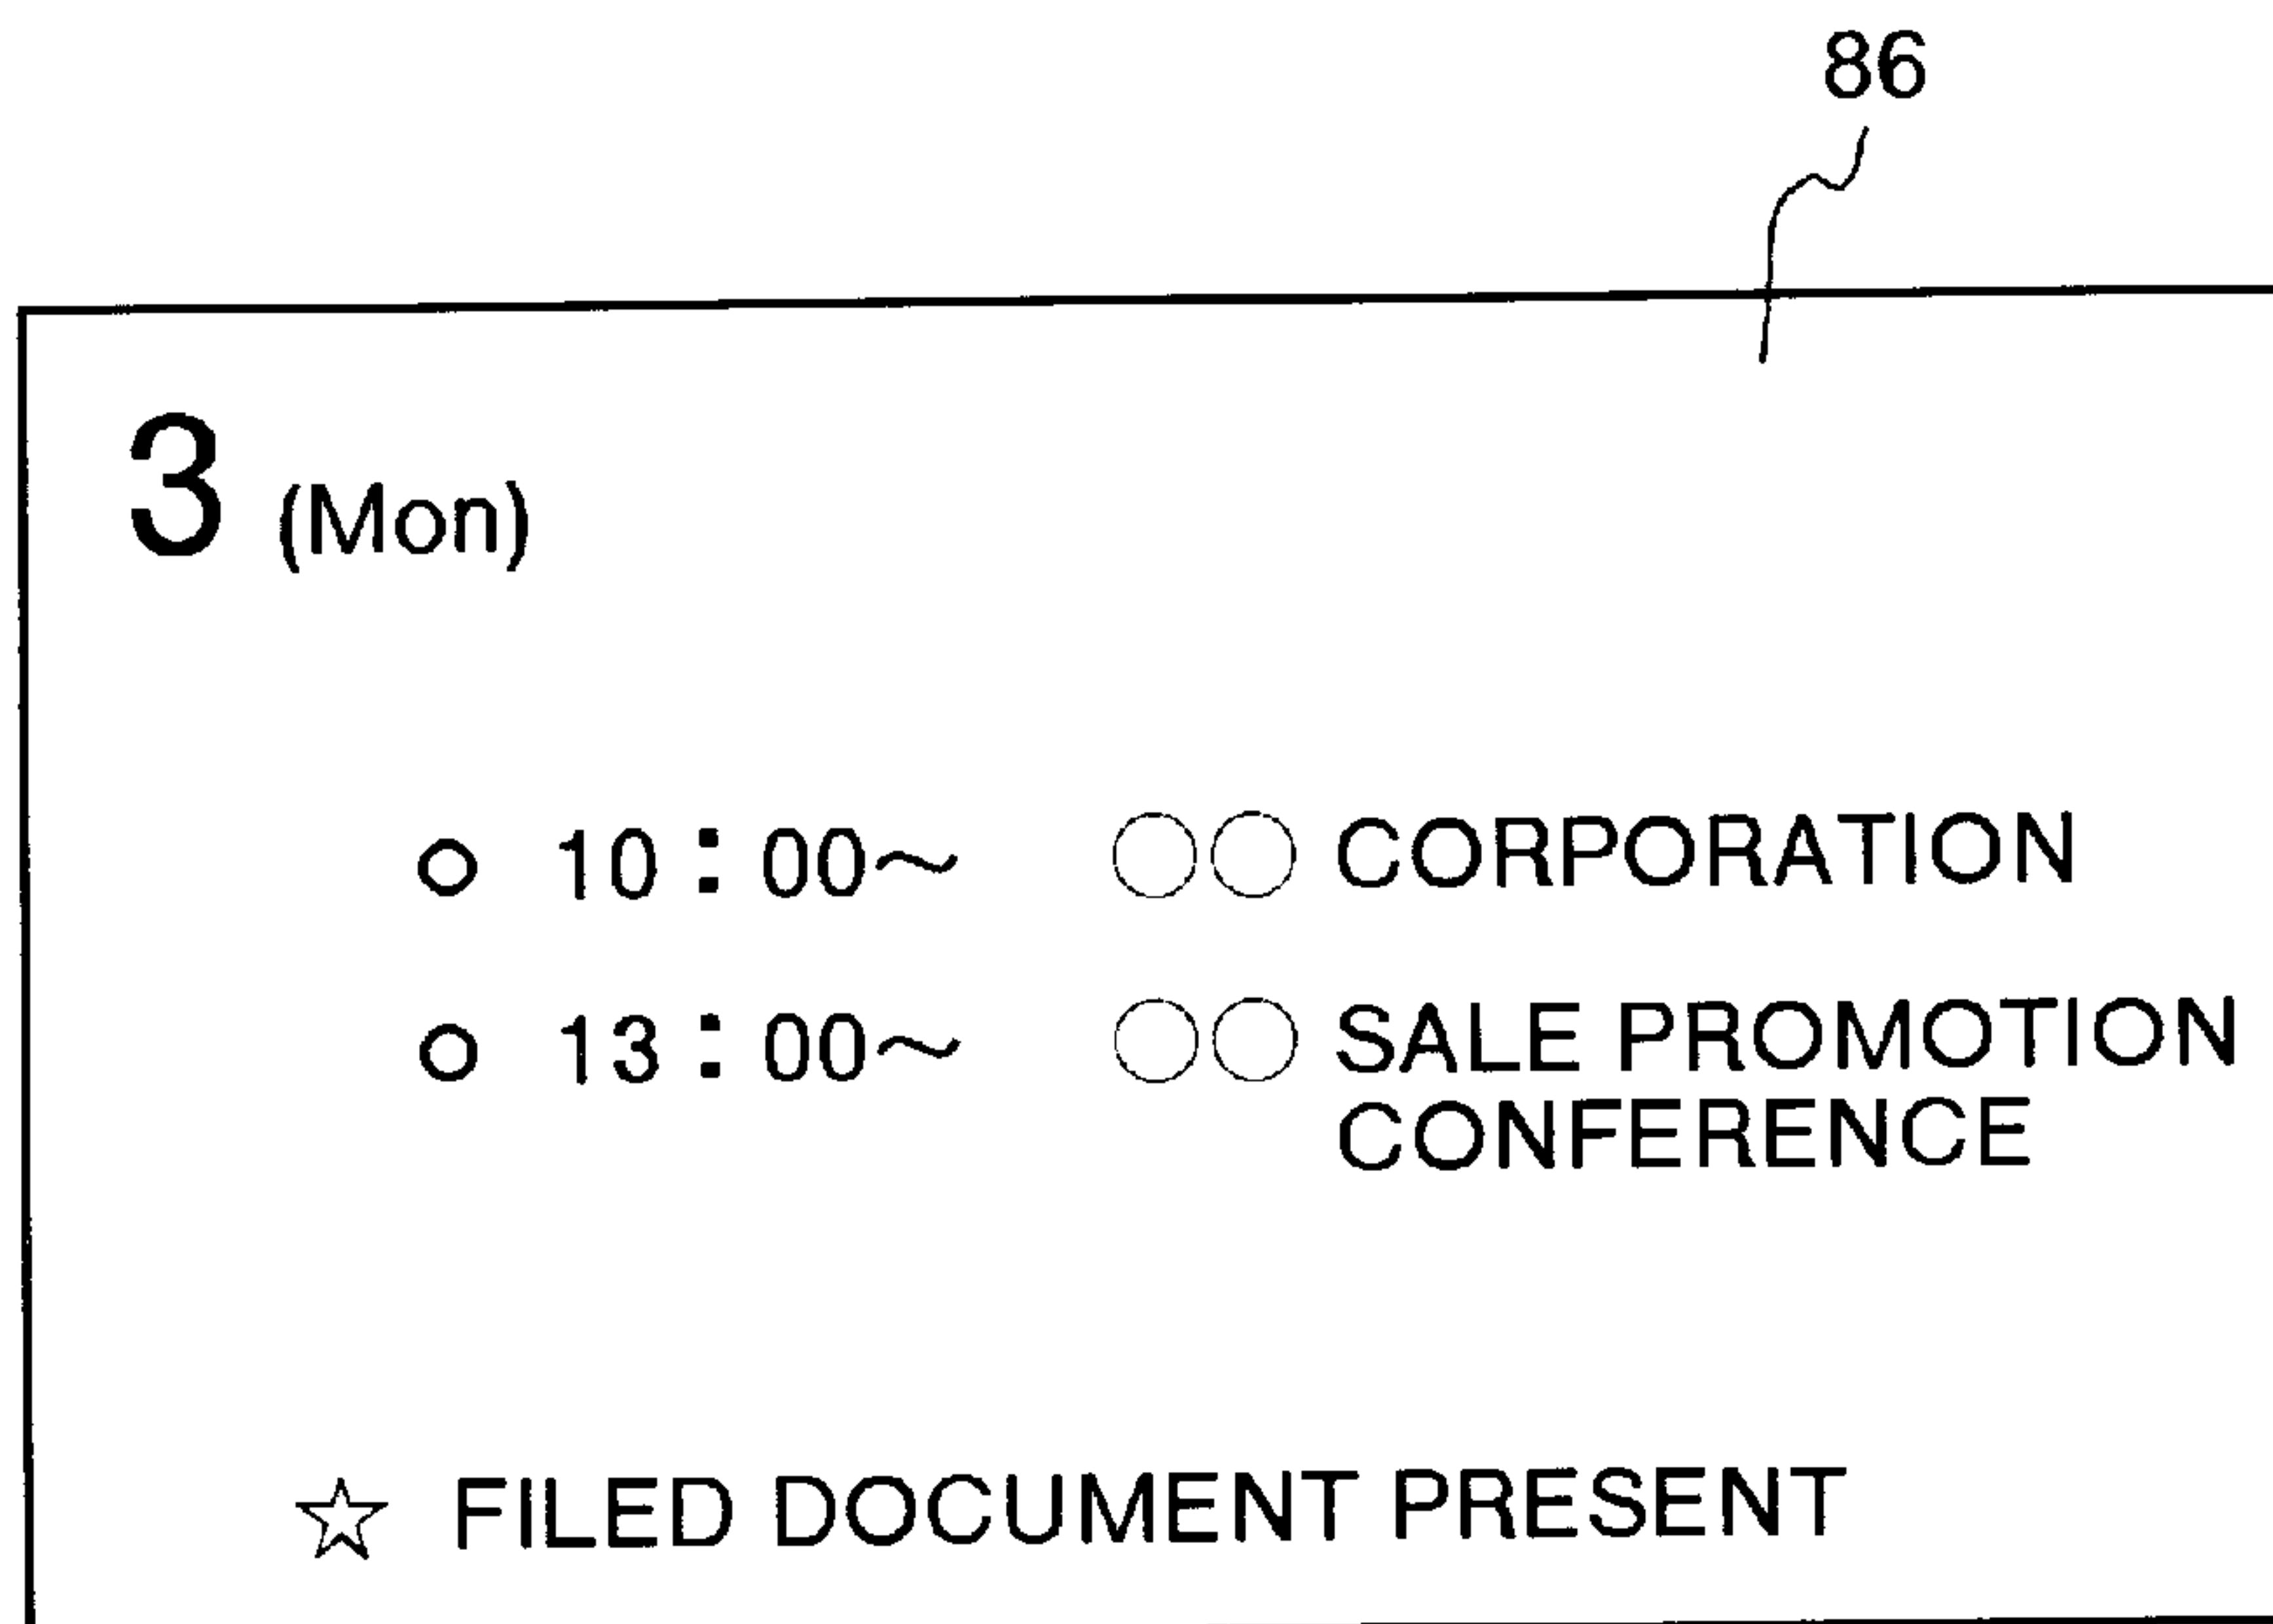 86
3 (Mon)
○ 10:00~ ○○ CORPORATION
○ 13:00~ ○○ SALE PROMOTION
CONFERENCE
☆ FILED DOCUMENT PRESENT